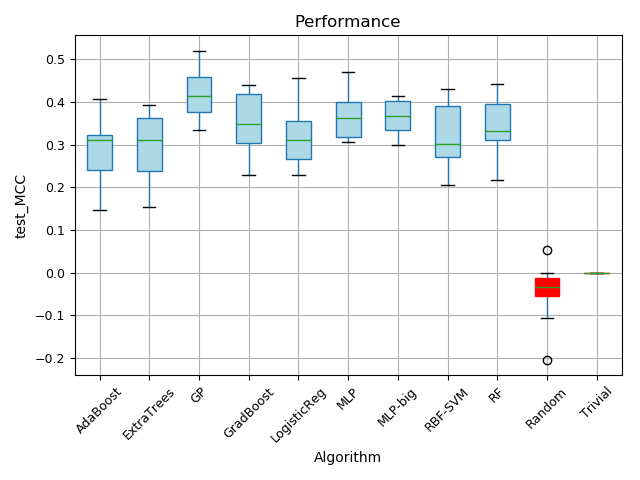 Performance
test_MCC
0.5
0.4
0.3
0.2
0.1
0.0
−0.1
−0.2
AdaBoost
ExtraTrees
GP
GradBoost
LogisticReg
MLP
MLP-big
RBF-SVM
RF
Random
Trivial
Algorithm